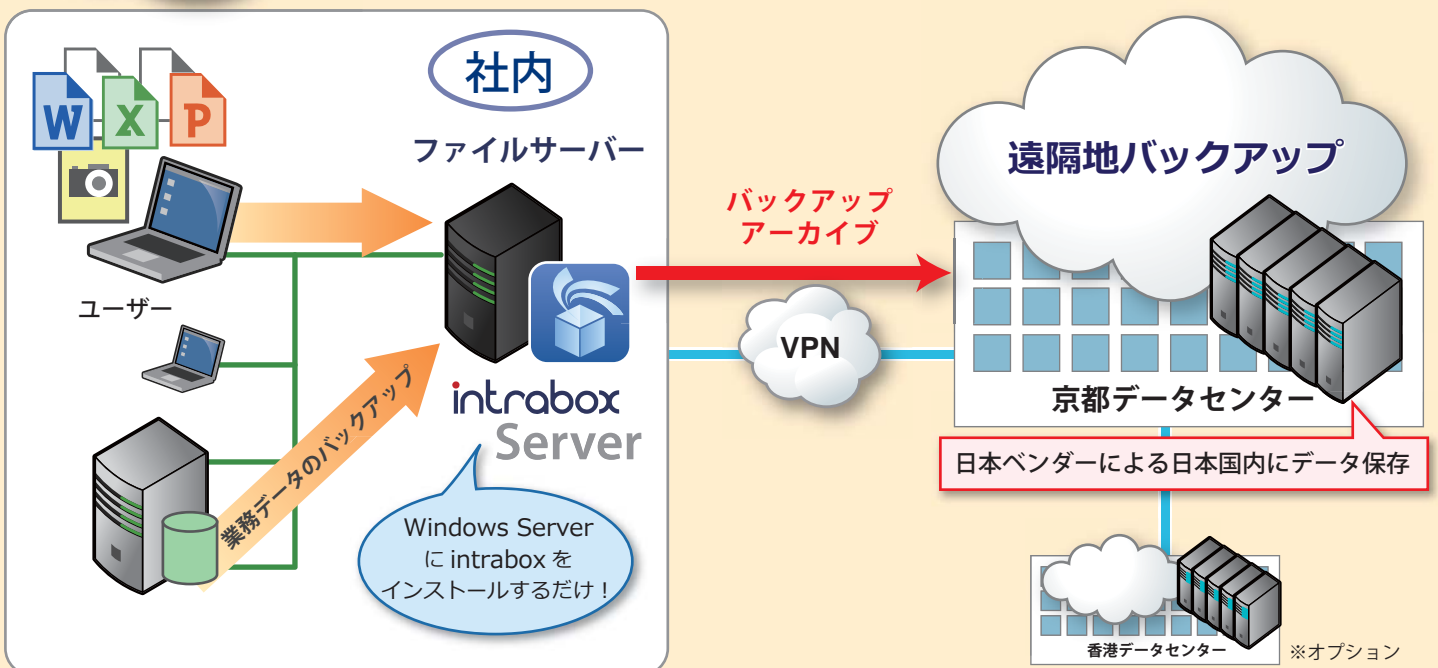 社内
W X P
ファイルサーバー
ユーザー
業務データのバックアップ
intrabox
Server
Windows Server
に intrabox を
インストールするだけ！
バックアップ
アーカイブ
VPN
遠隔地バックアップ
京都データセンター
日本ベンダーによる日本国内にデータ保存
香港データセンター
※オプション